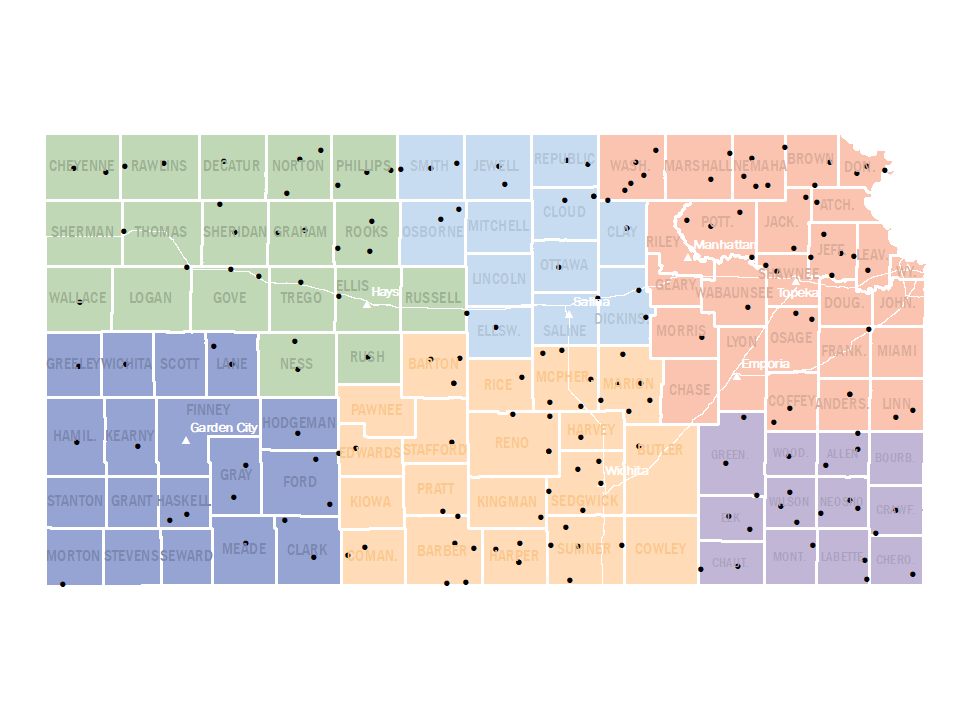 CHEYENNE RAWLINS DECATUR NORTON PHILLIPS SMITH JEWELL REPUBLIC WASH. MARSHALL NEMAHA BROWN DON.
SHERMAN THOMAS SHERIDAN GRAHAM ROOKS OSBORNE MITCHELL CLOUD CLAY RILEY POTT. JACK. ATCH.
Manhattan JEFF. LEAV.
LINCOLN OTTAWA GEARY SHAWNEE WY.
WALLACE LOGAN GOVE TREGO ELLIS Hays RUSSELL WABAUNSEE Topeka DOUG. JOHN.
ELLSW. Salina SALINE DICKINS. MORRIS LYON OSAGE FRANK. MIAMI
GREELEY WICHITA SCOTT LANE NESS RUSH BARTON RICE MCPHER. MARION CHASE Emporia
COFFEY ANDERS. LINN
FINNEY PAWNEE
HAMIL. KEARNY Garden City HODGEMAN EDWARDS STAFFORD RENO HARVEY BUTLER GREEN. WOOD. ALLEN BOURB.
GRAY FORD Wichita
STANTON GRANT HASKELL KIOWA PRATT KINGMAN SEDGWICK ELK WILSON NEOSHO CRAWF.
MORTON STEVENS SEWARD MEADE CLARK COMAN. BARBER HARPER SUMNER COWLEY CHAUT. MONT. LABETTE CHERO.